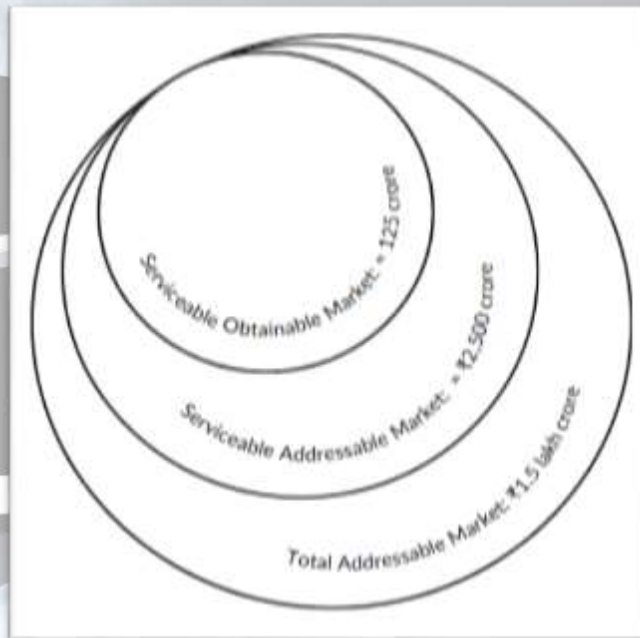 Serviceable Obtainable Market: = 125 crore
Serviceable Addressable Market: = ₹2,500 crore
Total Addressable Market: ₹1.5 lakh crore